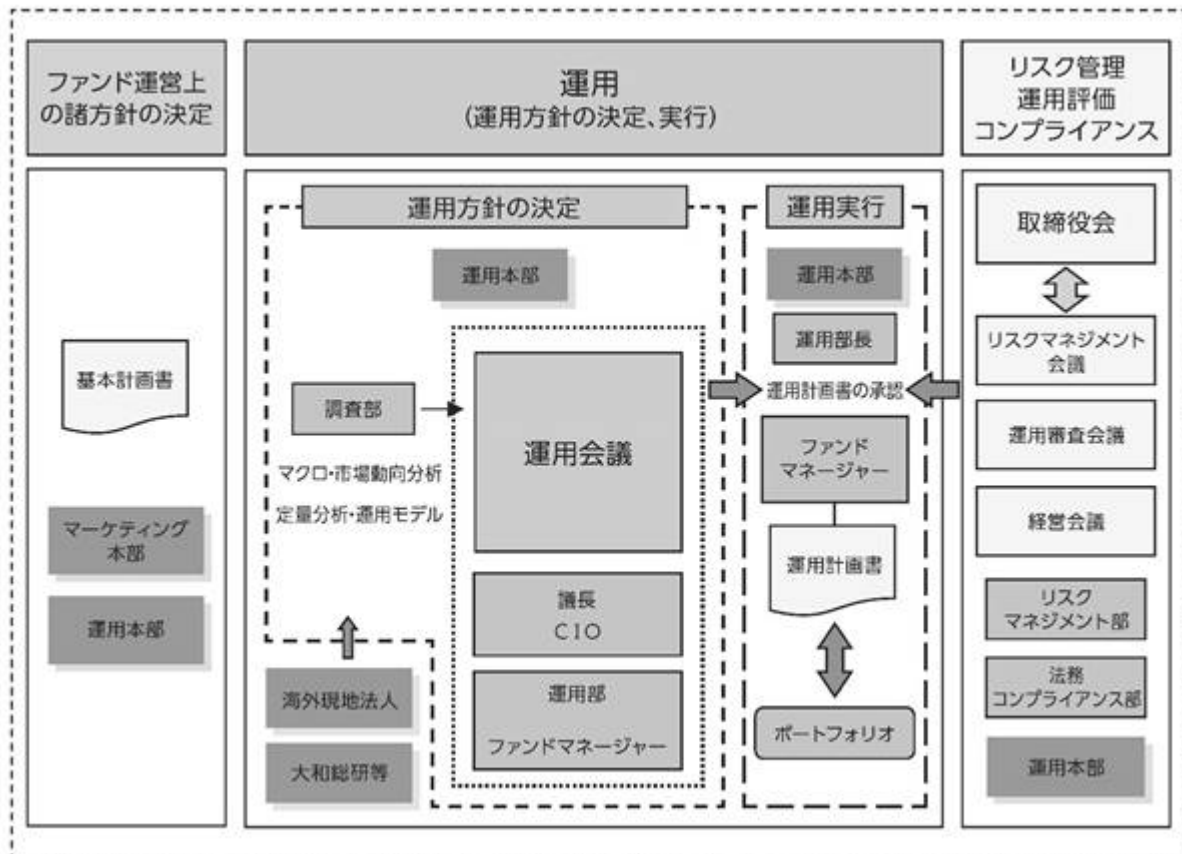 ファンド運営上
の諸方針の決定
運用
(運用方針の決定、実行)
リスク管理
運用評価
コンプライアンス
基本計画書
マーケティング
本部
運用本部
運用方針の決定
運用本部
調査部
マクロ・市場動向分析
定量分析・運用モデル
運用会議
議長
CIO
運用部
ファンドマネージャー
海外現地法人
大和総研等
運用実行
運用本部
運用部長
運用計画書の承認
ファンド
マネージャー
運用計画書
ポートフォリオ
取締役会
リスクマネジメント
会議
運用審査会議
経営会議
リスク
マネジメント部
法務
コンプライアンス部
運用本部